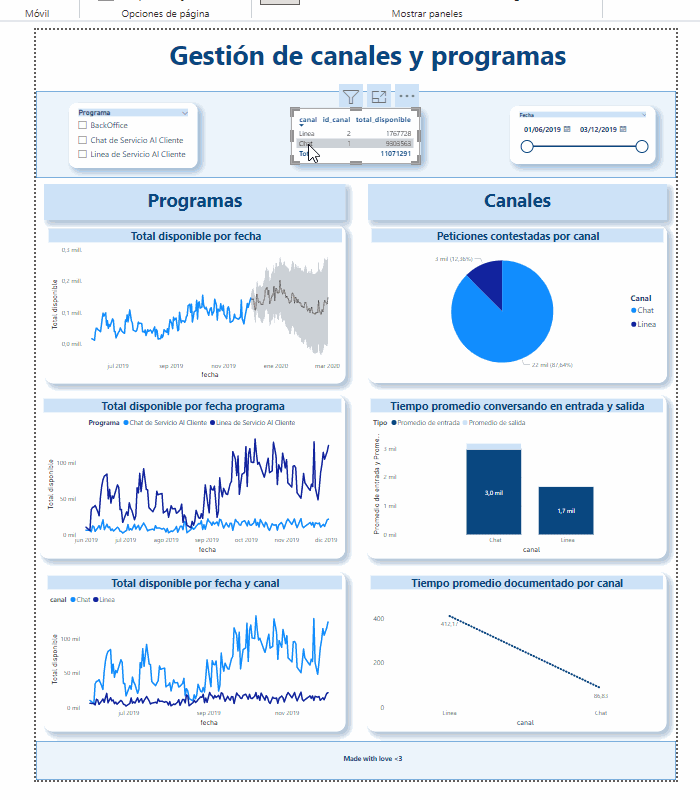 Móvil
Opciones de página
Mostrar paneles
Gestión de canales y programas
Programa
BackOffice
Chat de Servicio Al Cliente
Linea de Servicio Al Cliente
canal id_canal total_disponible
Linea 2 1767728
1 9303563
11071291
Fecha
01/06/2019 03/12/2019
Programas
Canales
Total disponible por fecha
0,3 mill.
0,2 mill.
0,1 mill.
0,0 mill.
Total disponible
jul 2019 sep 2019 nov 2019 ene 2020 mar 2020
fecha
Peticiones contestadas por canal
3 mil (12,36%)
22 mil (87,64%)
Canal
Chat
Linea
Total disponible por fecha programa
Programa Chat de Servicio Al Cliente Linea de Servicio Al Cliente
100 mil
50 mil
0 mil
Total disponible
jun 2019 jul 2019 ago 2019 sep 2019 oct 2019 nov 2019 dic 2019
fecha
Tiempo promedio conversando en entrada y salida
Tipo Promedio de entrada Promedio de salida
3 mil
2 mil
1 mil
0 mil
Promedio de entrada y Prome...
3,0 mil
1,7 mil
Chat Linea
canal
Total disponible por fecha y canal
canal Chat Linea
100 mil
50 mil
0 mil
Total disponible
jul 2019 sep 2019 nov 2019
fecha
Tiempo promedio documentado por canal
400
200
0
412,17
86,83
Linea Chat
canal
Made with love <3